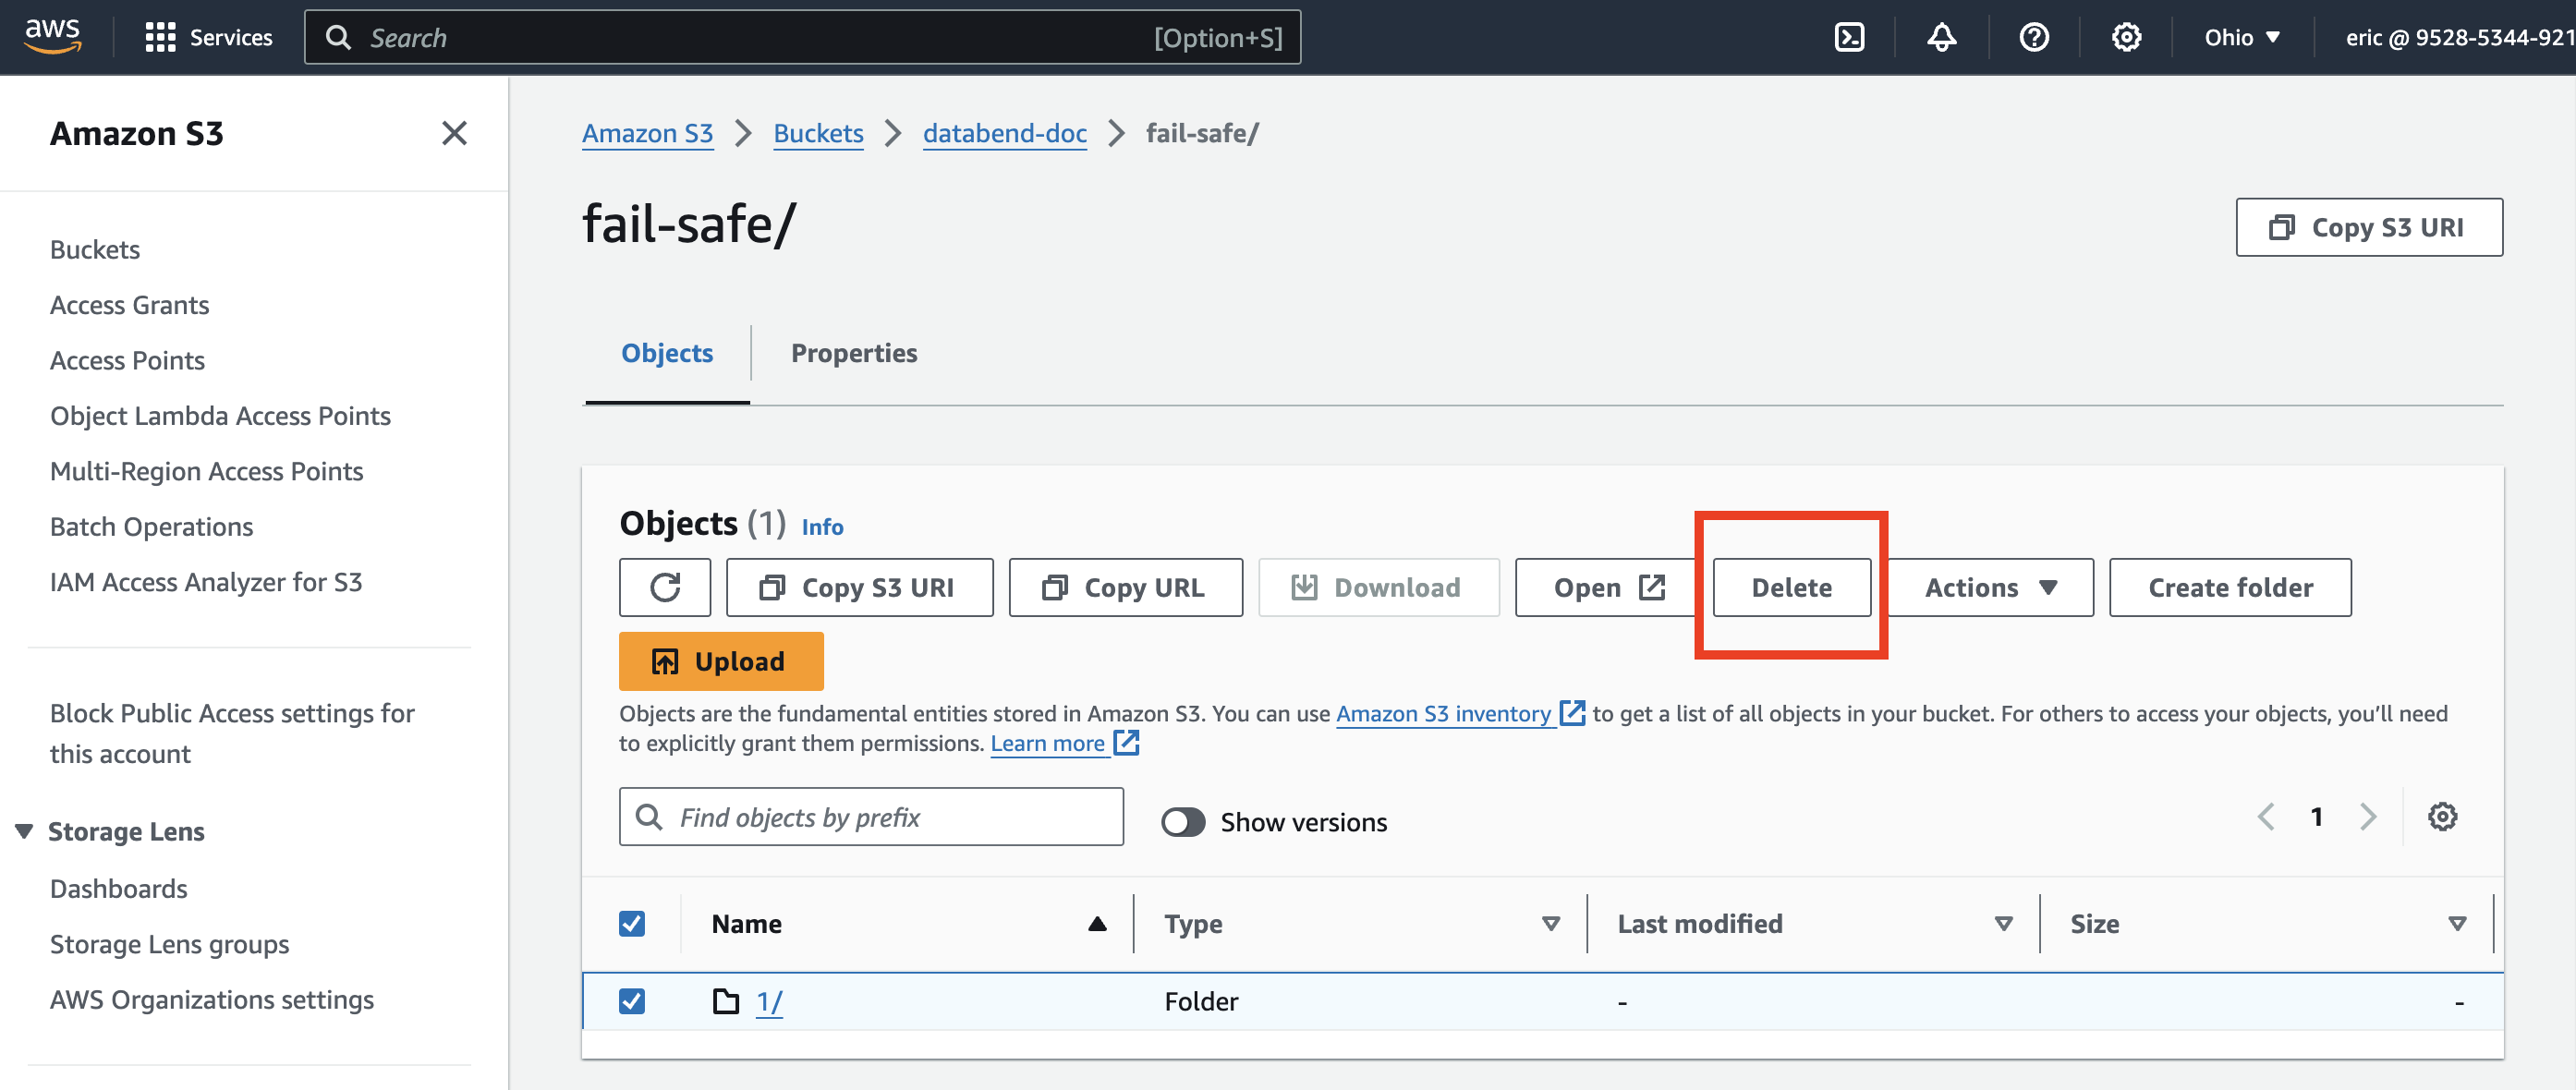 aws
Services
Search
[Option+S]
Ohio
eric @ 9528-5344-921
Amazon S3
Buckets
Access Grants
Access Points
Object Lambda Access Points
Multi-Region Access Points
Batch Operations
IAM Access Analyzer for S3
Block Public Access settings for
this account
Storage Lens
Dashboards
Storage Lens groups
AWS Organizations settings
Amazon S3 > Buckets > databend-doc > fail-safe/
fail-safe/
Copy S3 URI
Objects
Properties
Objects (1) Info
Copy S3 URI
Copy URL
Download
Open
Delete
Actions
Create folder
Upload
Objects are the fundamental entities stored in Amazon S3. You can use Amazon S3 inventory to get a list of all objects in your bucket. For others to access your objects, you’ll need
to explicitly grant them permissions. Learn more
Find objects by prefix
Show versions
1
Name
Type
Last modified
Size
1/
Folder
-
-